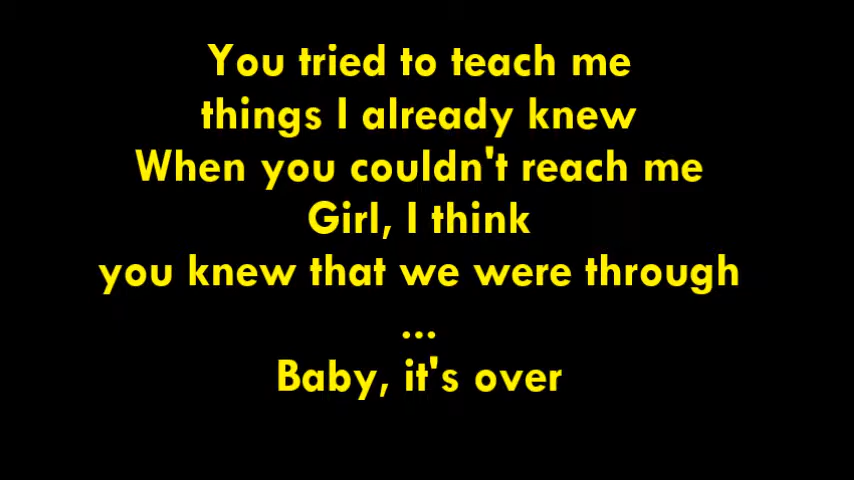 You tried to teach me
things I already knew
When you couldn't reach me
Girl, I think
you knew that we were through
...
Baby, it's over